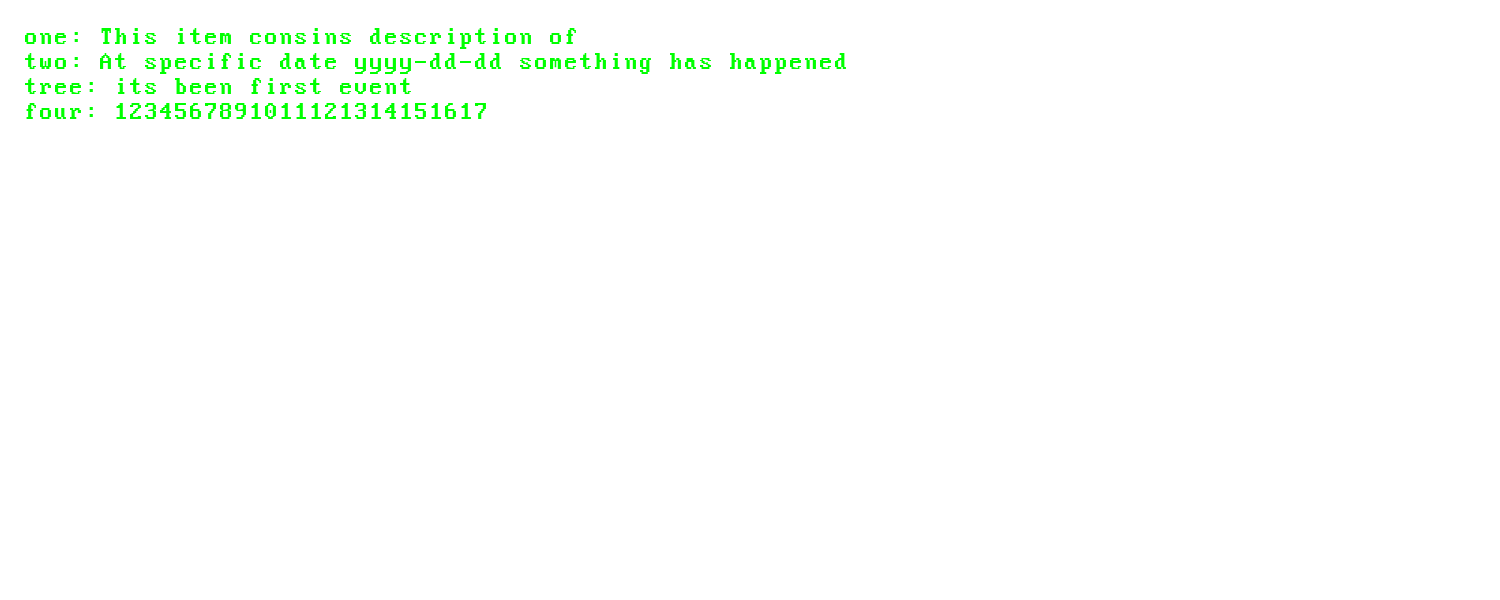 one: This item consins description of
two: At specific date yyyy-dd-dd something has happened
tree: its been first event
four: 1234567891011121314151617